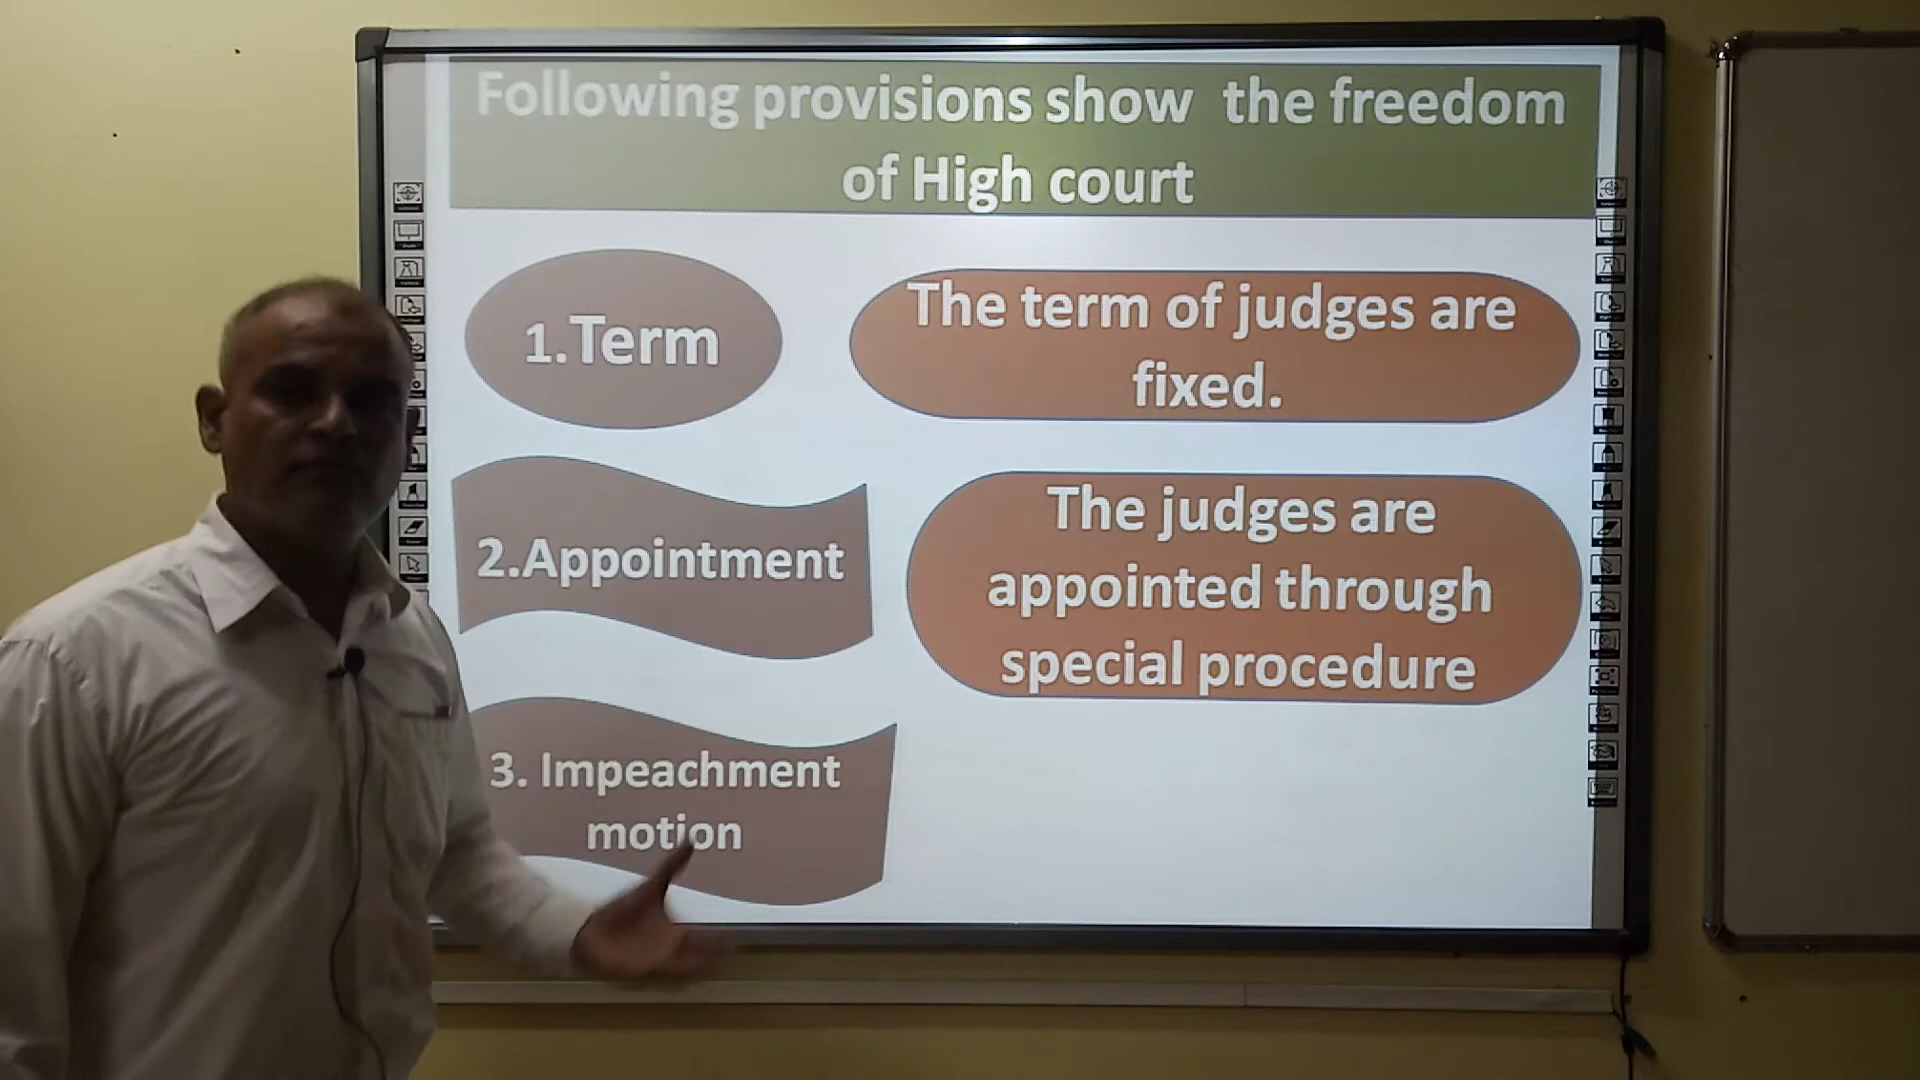 Following provisions show the freedom
of High court
1.Term
The term of judges are
fixed.
2.Appointment
The judges are
appointed through
special procedure
3. Impeachment
motion